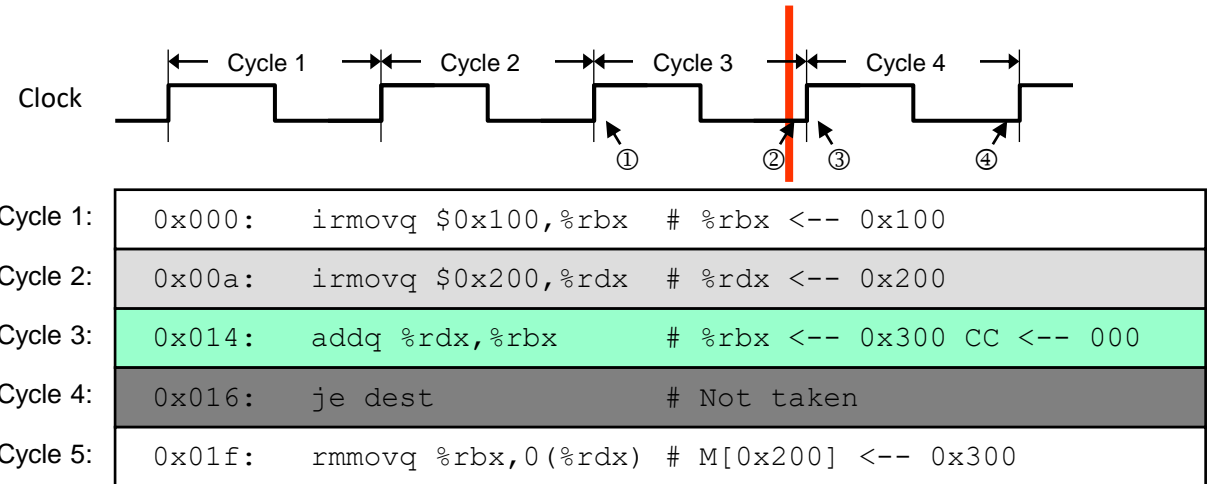 Cycle 1 Cycle 2 Cycle 3 Cycle 4
Clock
① ② ③ ④
Cycle 1: 0x000: irmovq $0x100,%rbx # %rbx <-- 0x100
Cycle 2: 0x00a: irmovq $0x200,%rdx # %rdx <-- 0x200
Cycle 3: 0x014: addq %rdx,%rbx # %rbx <-- 0x300 CC <-- 000
Cycle 4: 0x016: je dest # Not taken
Cycle 5: 0x01f: rmmovq %rbx,0(%rdx) # M[0x200] <-- 0x300